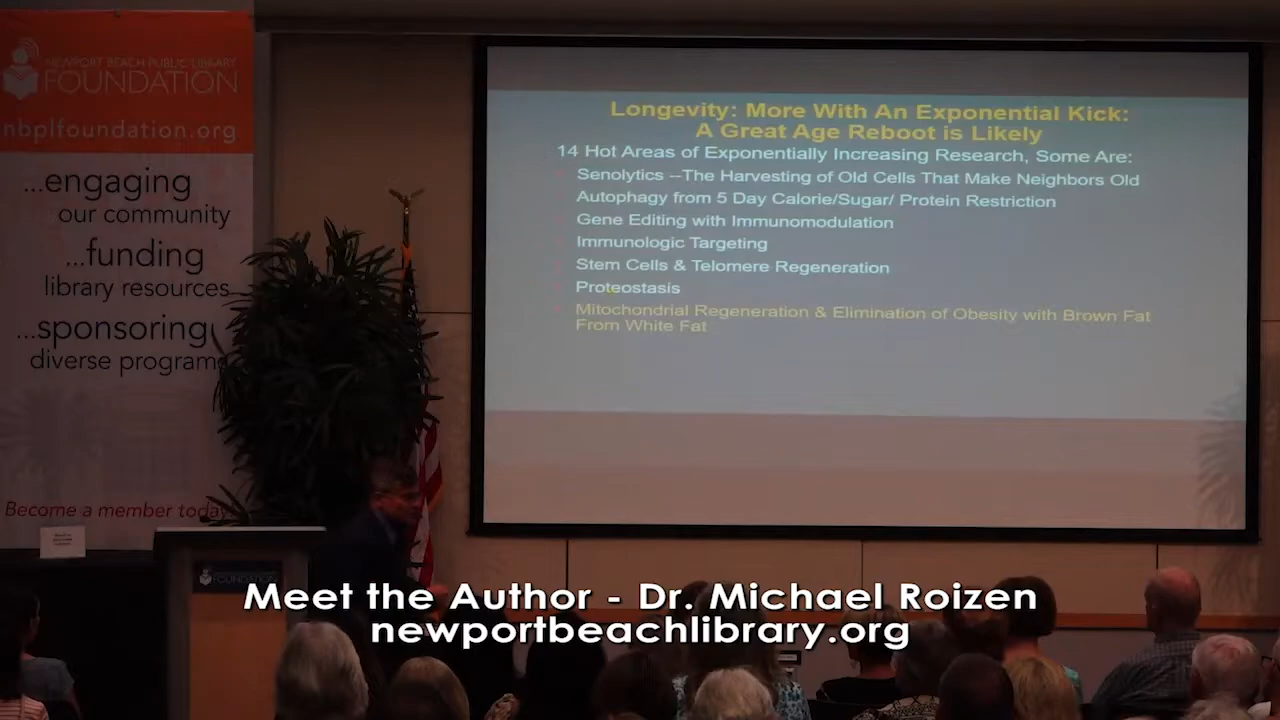 NEWPORT BEACH PUBLIC LIBRARY
FOUNDATION
nbplfoundation.org
...engaging
our community
...funding
library resources
...sponsoring
diverse program
Become a member today
FOUNDATION
Longevity: More With An Exponential Kick:
A Great Age Reboot is Likely
14 Hot Areas of Exponentially Increasing Research, Some Are:
Senolytics --The Harvesting of Old Cells That Make Neighbors Old
Autophagy from 5 Day Calorie/Sugar/ Protein Restriction
Gene Editing with Immunomodulation
Immunologic Targeting
Stem Cells & Telomere Regeneration
Proteostasis
Mitochondrial Regeneration & Elimination of Obesity with Brown Fat
From White Fat
Meet the Author - Dr. Michael Roizen
newportbeachlibrary.org